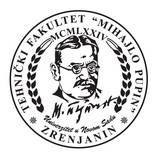 TEHNIČKI FAKULTET "MIHAJLO PUPIN"
MCMLXXIV
Univerzitet u Novom Sadu
ZRENJANIN